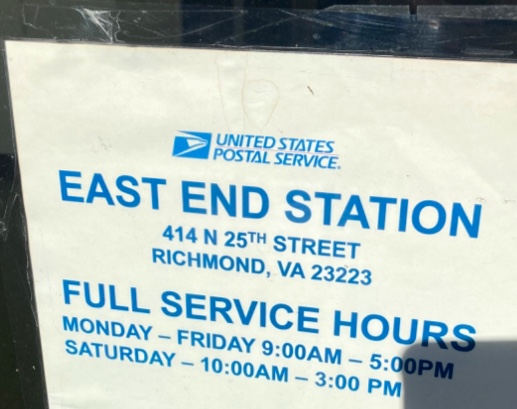 UNITED STATES
POSTAL SERVICE.
EAST END STATION
414 N 25TH STREET
RICHMOND, VA 23223
FULL SERVICE HOURS
MONDAY – FRIDAY 9:00AM – 5:00PM
SATURDAY – 10:00AM – 3:00 PM